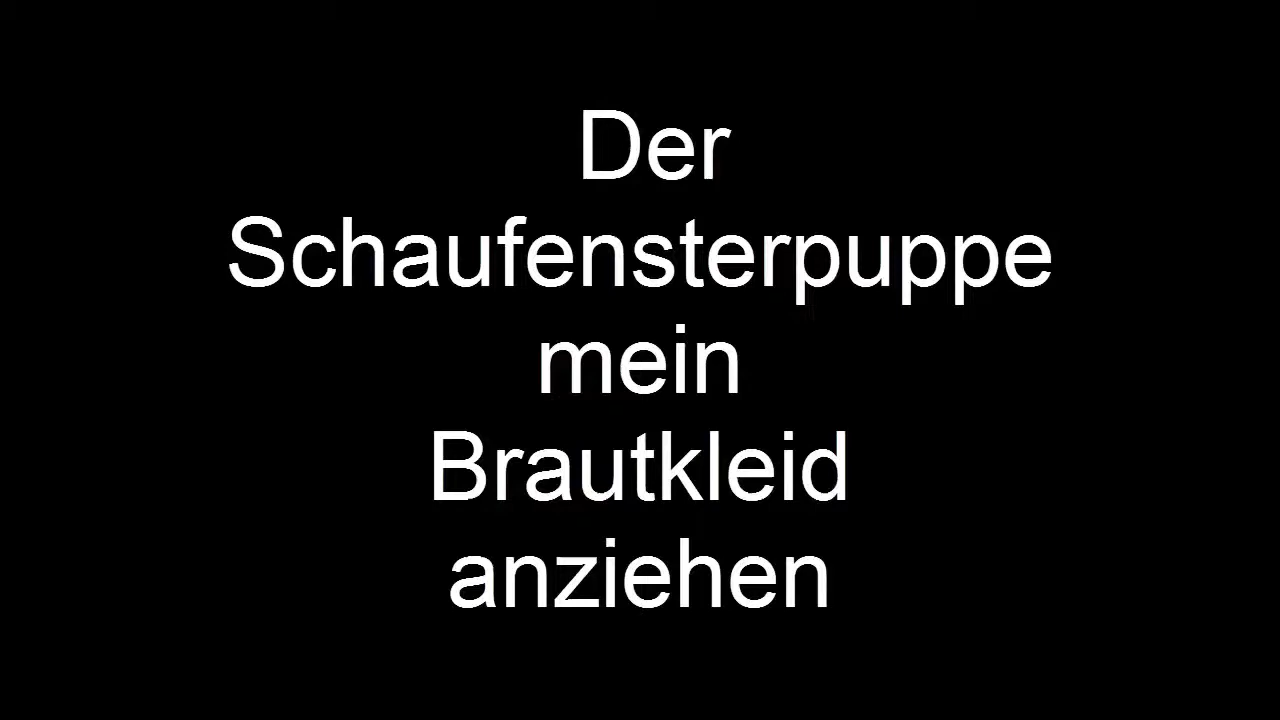 Der
Schaufensterpuppe
mein
Brautkleid
anziehen